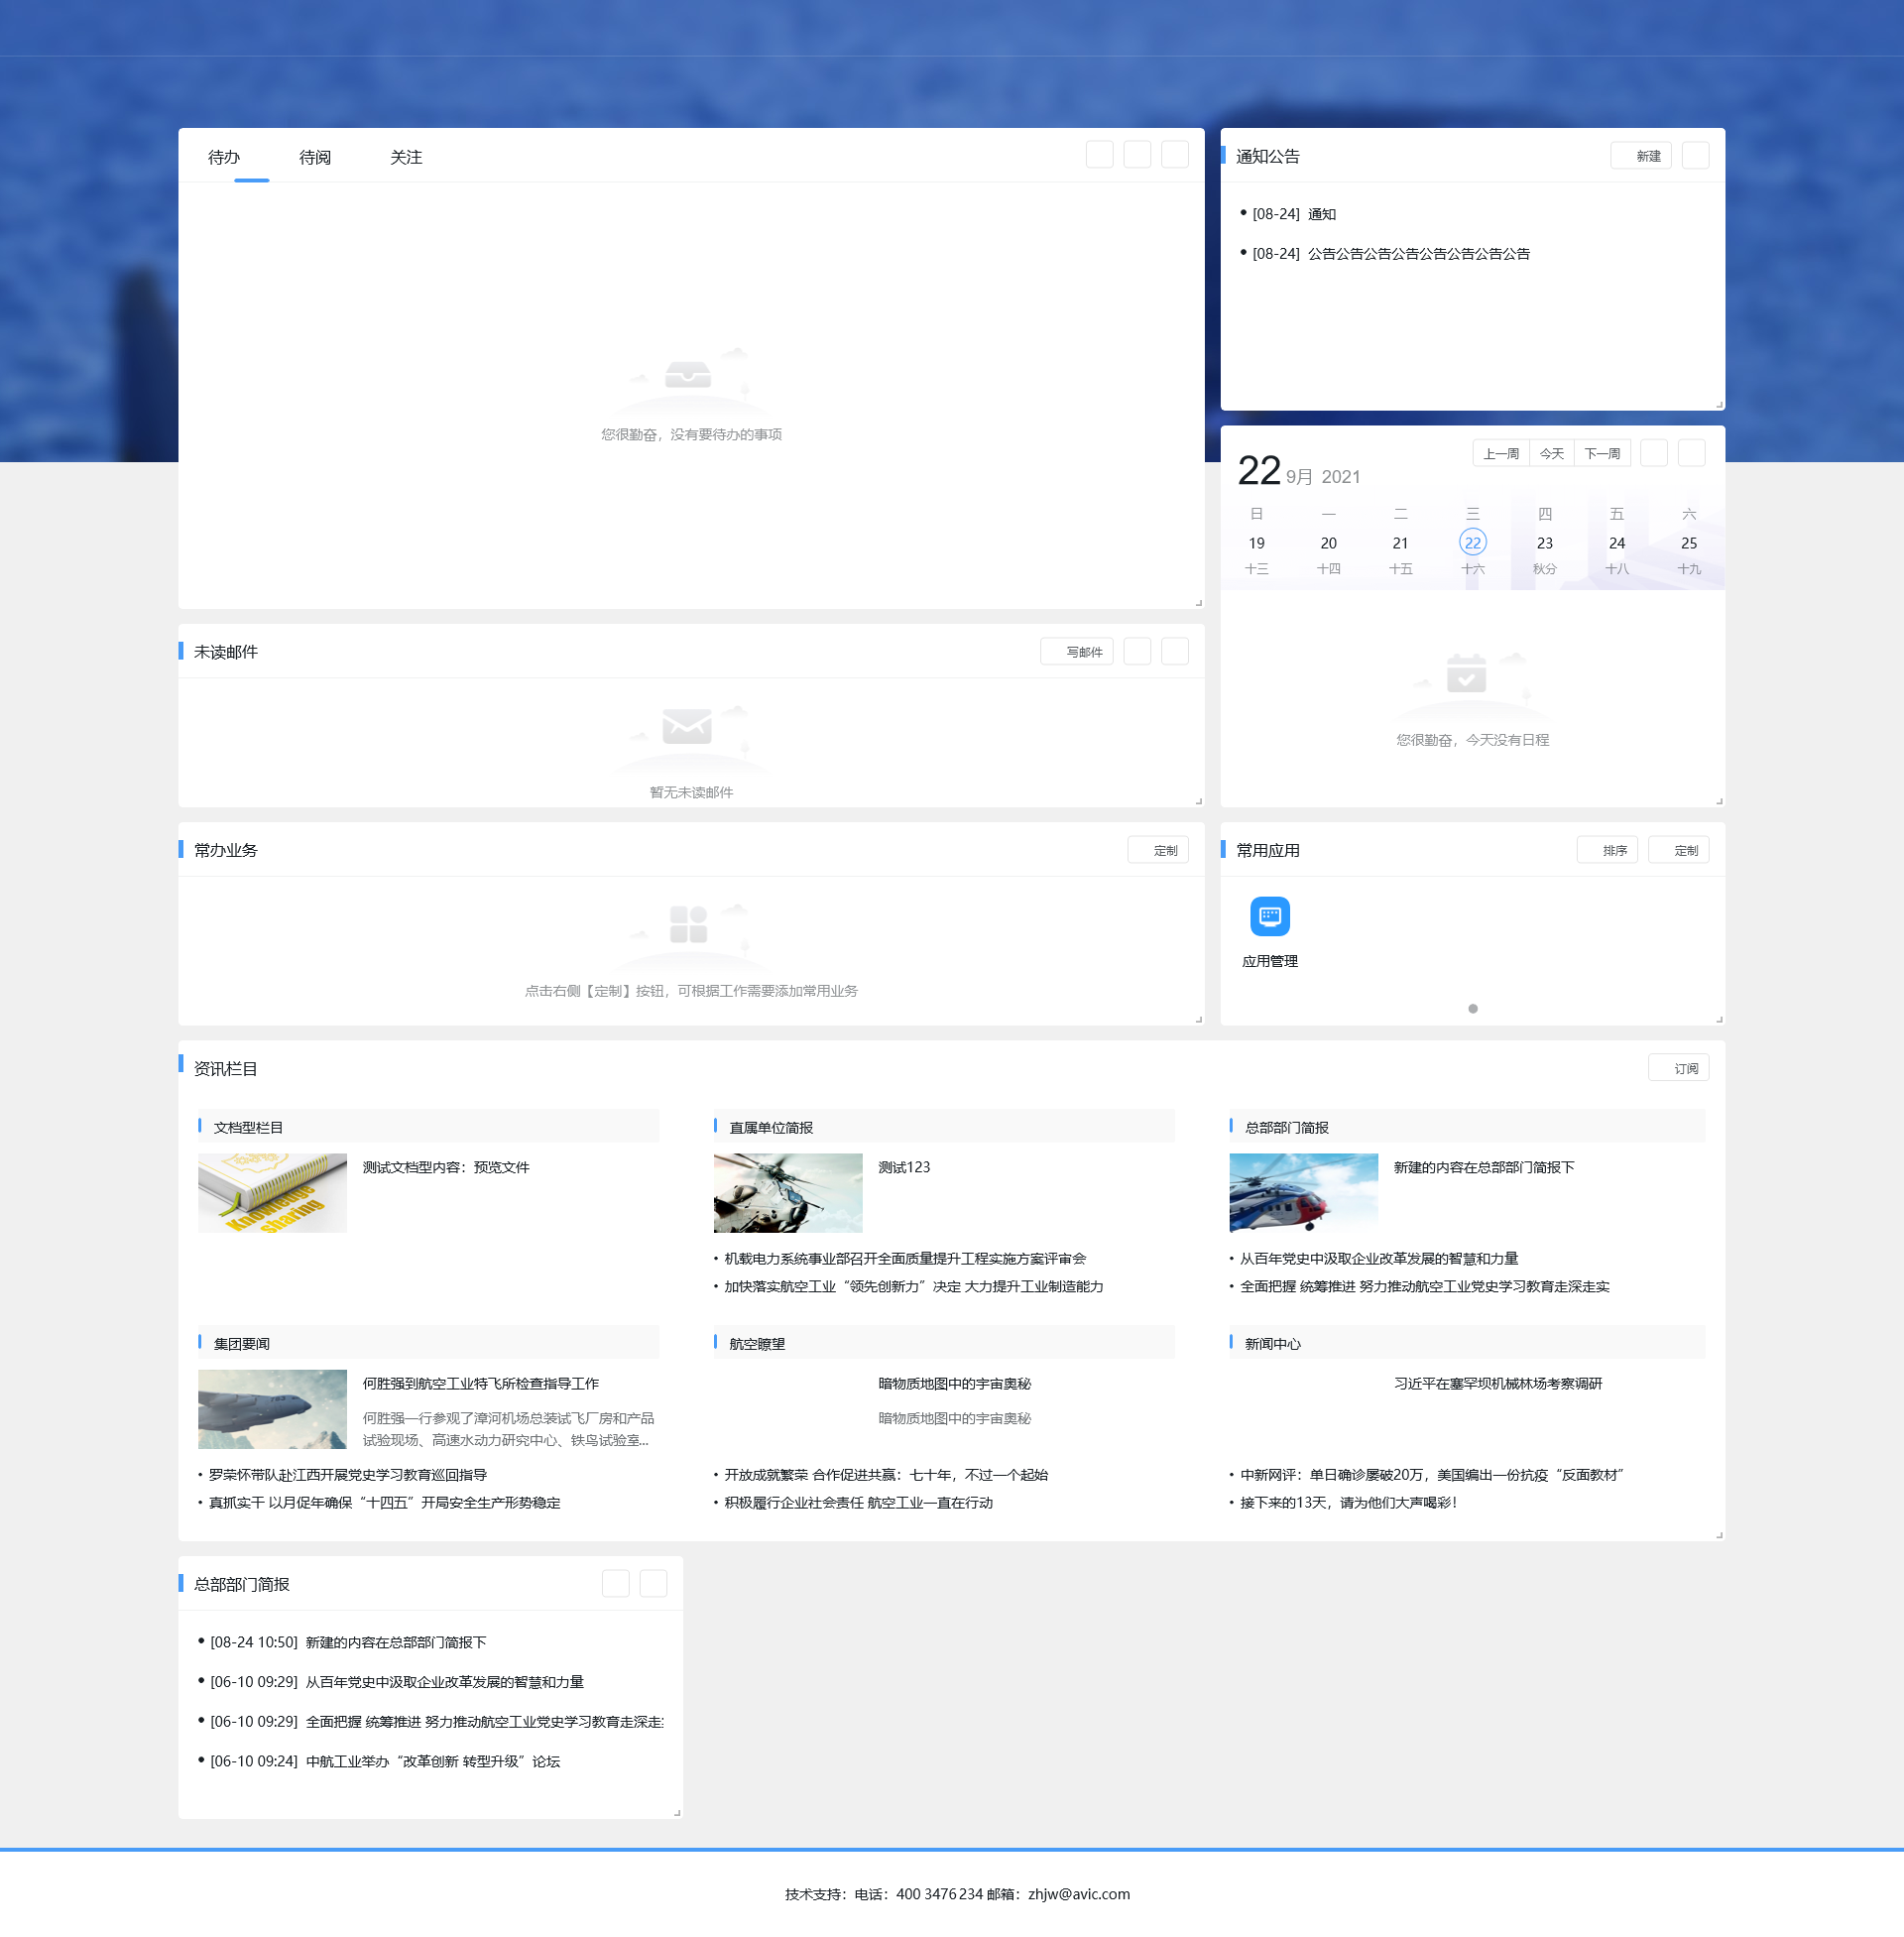 待办 待阅 关注
您很勤奋，没有要待办的事项
通知公告 新建
[08-24] 通知
[08-24] 公告公告公告公告公告公告公告公告
22 9月 2021 上一周 今天 下一周
日 一 二 三 四 五 六
19 20 21 22 23 24 25
十三 十四 十五 十六 秋分 十八 十九
您很勤奋，今天没有日程
未读邮件 写邮件
暂无未读邮件
常办业务 定制
点击右侧【定制】按钮，可根据工作需要添加常用业务
常用应用 排序 定制
应用管理
资讯栏目 订阅
文档型栏目
Knowledge
sharing
测试文档型内容：预览文件
直属单位简报
测试123
机载电力系统事业部召开全面质量提升工程实施方案评审会
加快落实航空工业“领先创新力”决定 大力提升工业制造能力
总部部门简报
新建的内容在总部部门简报下
从百年党史中汲取企业改革发展的智慧和力量
全面把握 统筹推进 努力推动航空工业党史学习教育走深走实
集团要闻
何胜强到航空工业特飞所检查指导工作
何胜强一行参观了漳河机场总装试飞厂房和产品
试验现场、高速水动力研究中心、铁鸟试验室...
罗荣怀带队赴江西开展党史学习教育巡回指导
真抓实干 以月促年确保“十四五”开局安全生产形势稳定
航空瞭望
暗物质地图中的宇宙奥秘
暗物质地图中的宇宙奥秘
开放成就繁荣 合作促进共赢：七十年，不过一个起始
积极履行企业社会责任 航空工业一直在行动
新闻中心
习近平在塞罕坝机械林场考察调研
中新网评：单日确诊屡破20万，美国编出一份抗疫“反面教材”
接下来的13天，请为他们大声喝彩！
总部部门简报
[08-24 10:50] 新建的内容在总部部门简报下
[06-10 09:29] 从百年党史中汲取企业改革发展的智慧和力量
[06-10 09:29] 全面把握 统筹推进 努力推动航空工业党史学习教育走深走
[06-10 09:24] 中航工业举办“改革创新 转型升级”论坛
技术支持：电话：400 3476 234 邮箱：zhjw@avic.com